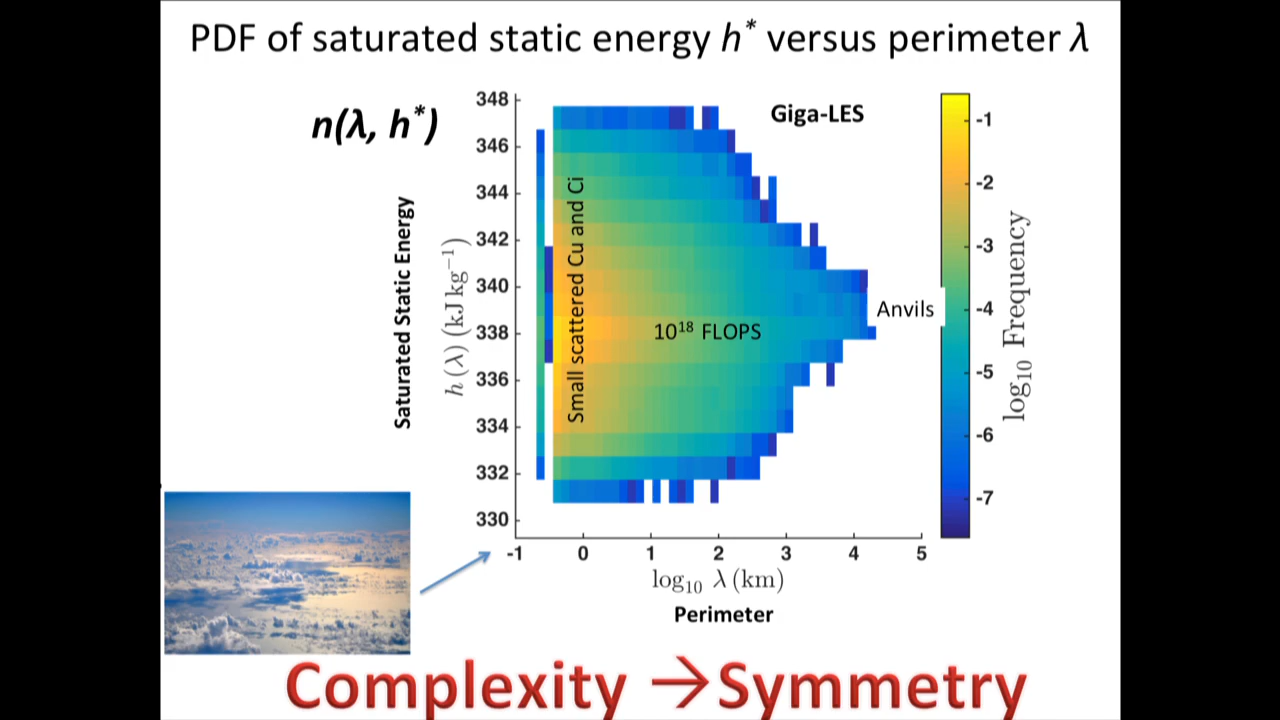 PDF of saturated static energy h* versus perimeter λ
n(λ, h*)
Giga-LES
348
346
344
342
340
338
336
334
332
330
Saturated Static Energy
h (λ) (kJ kg⁻¹)
Small scattered Cu and Ci
10¹⁸ FLOPS
Anvils
-1
-2
-3
-4
-5
-6
-7
log₁₀ Frequency
-1 0 1 2 3 4 5
log₁₀ λ (km)
Perimeter
Complexity →Symmetry